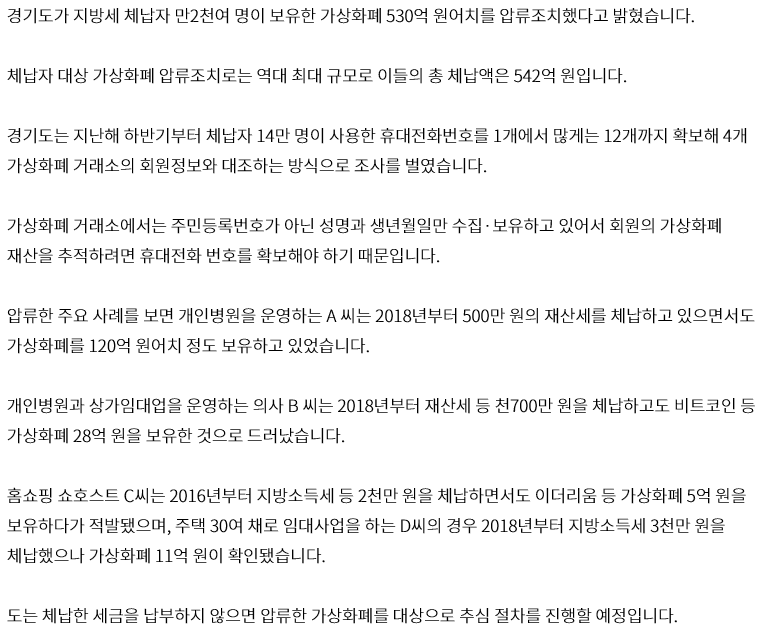 경기도가 지방세 체납자 만2천여 명이 보유한 가상화폐 530억 원어치를 압류조치했다고 밝혔습니다.
체납자 대상 가상화폐 압류조치로는 역대 최대 규모로 이들의 총 체납액은 542억 원입니다.
경기도는 지난해 하반기부터 체납자 14만 명이 사용한 휴대전화번호를 1개에서 많게는 12개까지 확보해 4개
가상화폐 거래소의 회원정보와 대조하는 방식으로 조사를 벌였습니다.
가상화폐 거래소에서는 주민등록번호가 아닌 성명과 생년월일만 수집·보유하고 있어서 회원의 가상화폐
재산을 추적하려면 휴대전화 번호를 확보해야 하기 때문입니다.
압류한 주요 사례를 보면 개인병원을 운영하는 A 씨는 2018년부터 500만 원의 재산세를 체납하고 있으면서도
가상화폐를 120억 원어치 정도 보유하고 있었습니다.
개인병원과 상가임대업을 운영하는 의사 B 씨는 2018년부터 재산세 등 천700만 원을 체납하고도 비트코인 등
가상화폐 28억 원을 보유한 것으로 드러났습니다.
홈쇼핑 쇼호스트 C씨는 2016년부터 지방소득세 등 2천만 원을 체납하면서도 이더리움 등 가상화폐 5억 원을
보유하다가 적발됐으며, 주택 30여 채로 임대사업을 하는 D씨의 경우 2018년부터 지방소득세 3천만 원을
체납했으나 가상화폐 11억 원이 확인됐습니다.
도는 체납한 세금을 납부하지 않으면 압류한 가상화폐를 대상으로 추심 절차를 진행할 예정입니다.